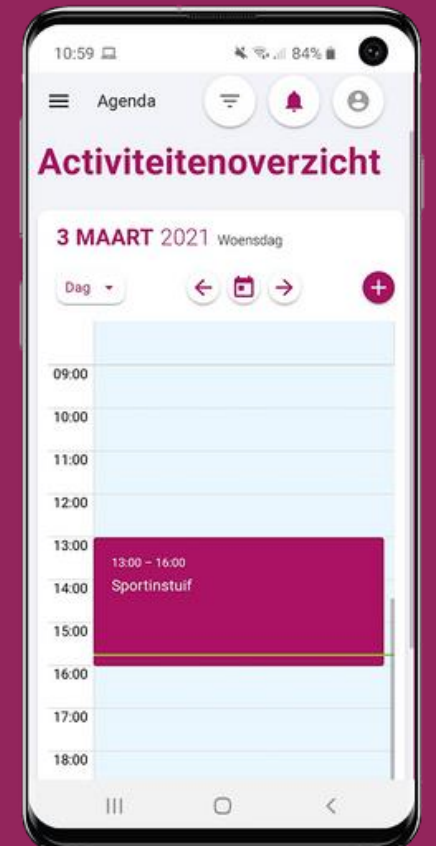 10:59 84%
Agenda
Activiteitenoverzicht
3 MAART 2021 Woensdag
Dag
09:00
10:00
11:00
12:00
13:00
13:00 – 16:00
14:00 Sportinstuif
15:00
16:00
17:00
18:00